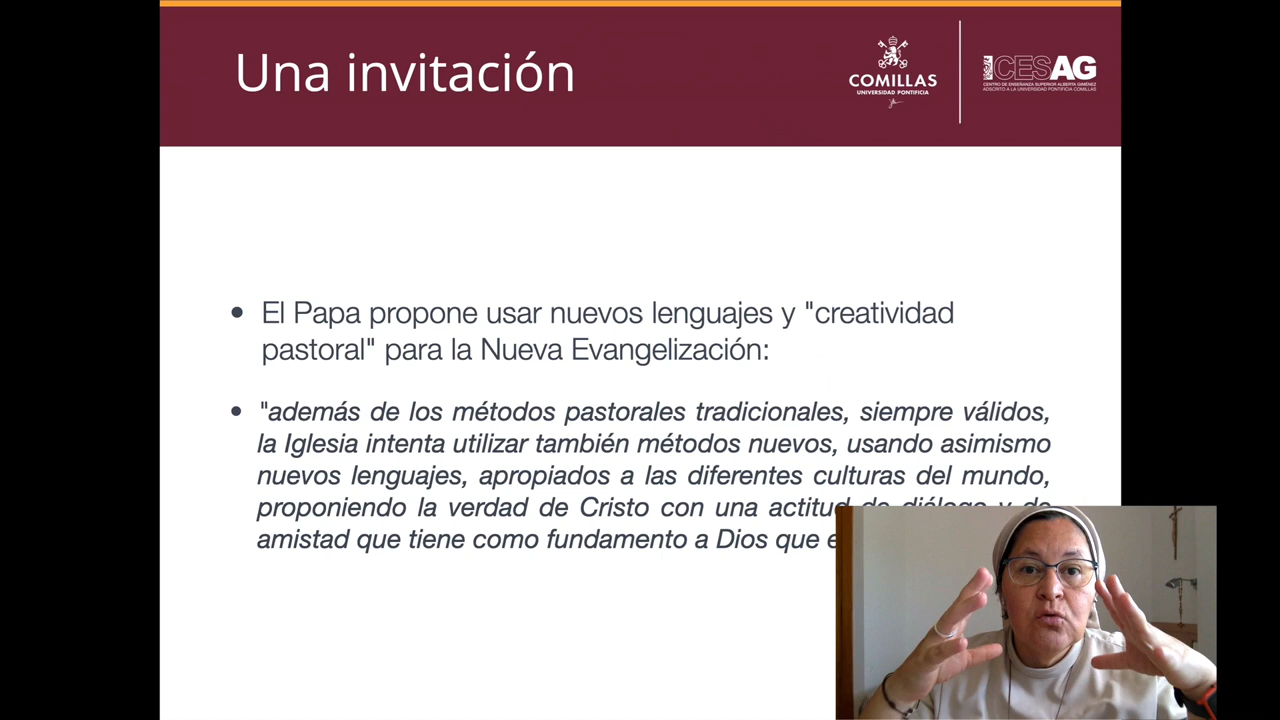 Una invitación
COMILLAS
UNIVERSIDAD PONTIFICIA
ICESAG
CENTRO DE ENSEÑANZA SUPERIOR ALBERTA GIMÉNEZ
ADSCRITO A LA UNIVERSIDAD PONTIFICIA COMILLAS
• El Papa propone usar nuevos lenguajes y "creatividad
pastoral" para la Nueva Evangelización:
• "además de los métodos pastorales tradicionales, siempre válidos,
la Iglesia intenta utilizar también métodos nuevos, usando asimismo
nuevos lenguajes, apropiados a las diferentes culturas del mundo,
proponiendo la verdad de Cristo con una actitud de diálogo y de
amistad que tiene como fundamento a Dios que